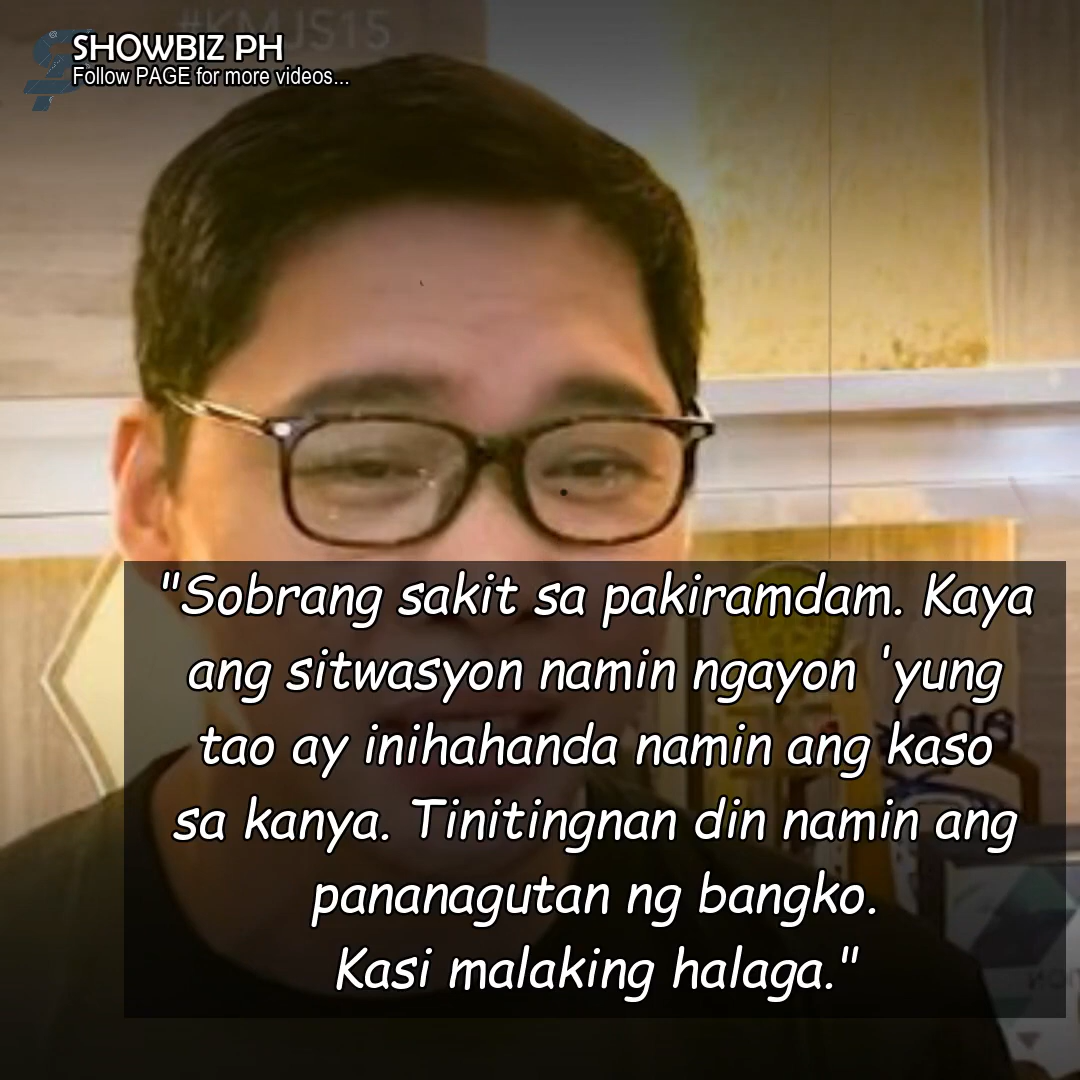 #KMJS15
SHOWBIZ PH
Follow PAGE for more videos...
"Sobrang sakit sa pakiramdam. Kaya
ang sitwasyon namin ngayon 'yung
tao ay inihahanda namin ang kaso
sa kanya. Tinitingnan din namin ang
pananagutan ng bangko.
Kasi malaking halaga."